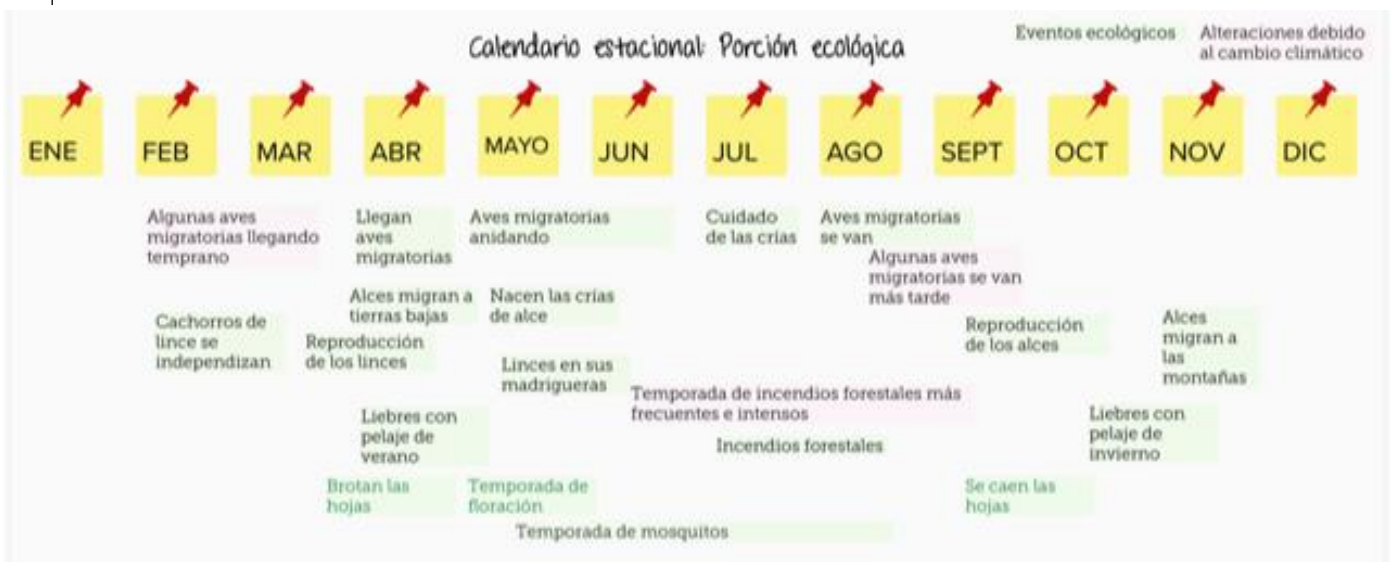 Calendario estacional: Porción ecológica
Eventos ecológicos
Alteraciones debido
al cambio climático
ENE
FEB
MAR
ABR
MAYO
JUN
JUL
AGO
SEPT
OCT
NOV
DIC
Algunas aves
migratorias llegando
temprano
Llegan
aves
migratorias
Aves migratorias
anidando
Cuidado
de las crías
Aves migratorias
se van
Algunas aves
migratorias se van
más tarde
Alces migran a
tierras bajas
Nacen las crías
de alce
Cachorros de
lince se
independizan
Reproducción
de los linces
Reproducción
de los alces
Alces
migran a
las
montañas
Linces en sus
madrigueras
Temporada de incendios forestales más
frecuentes e intensos
Liebres con
pelaje de
verano
Incendios forestales
Liebres con
pelaje de
invierno
Brotan las
hojas
Temporada de
floración
Se caen las
hojas
Temporada de mosquitos